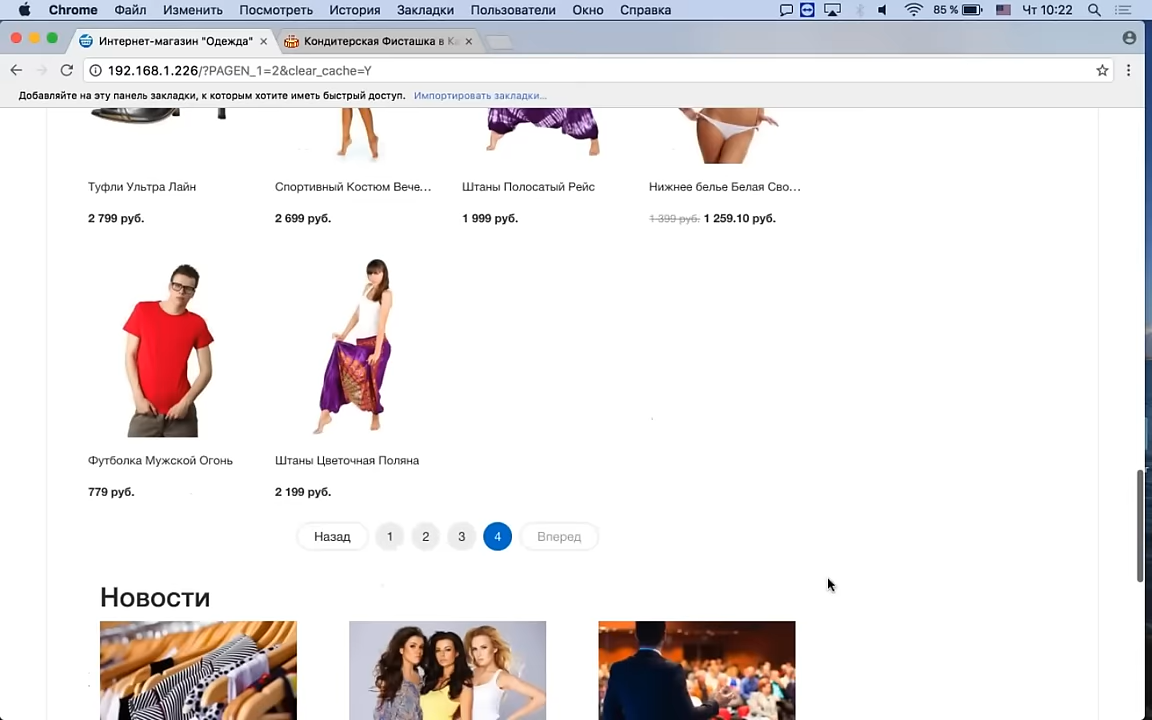 Chrome Файл Изменить Посмотреть История Закладки Пользователи Окно Справка 85 % Чт 10:22
Интернет-магазин "Одежда" Кондитерская Фисташка в Ка
192.168.1.226/?PAGEN_1=2&clear_cache=Y
Добавляйте на эту панель закладки, к которым хотите иметь быстрый доступ. Импортировать закладки...
Туфли Ультра Лайн Спортивный Костюм Вече... Штаны Полосатый Рейс Нижнее белье Белая Сво...
2 799 руб. 2 699 руб. 1 999 руб. 1 399 руб. 1 259.10 руб.
Футболка Мужской Огонь Штаны Цветочная Поляна
779 руб. 2 199 руб.
Назад 1 2 3 4 Вперед
Новости